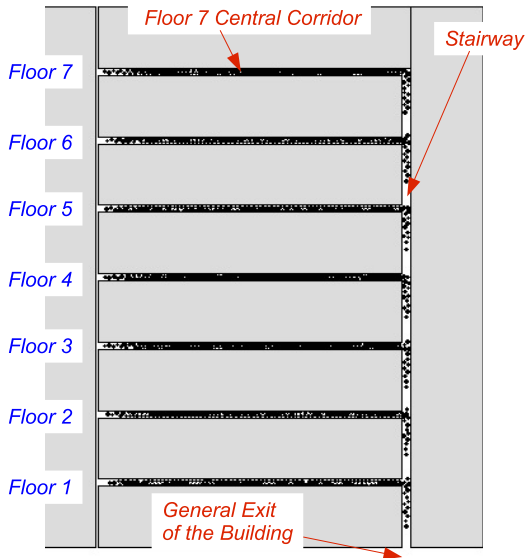 Floor 7 Central Corridor
Stairway
Floor 7
Floor 6
Floor 5
Floor 4
Floor 3
Floor 2
Floor 1
General Exit
of the Building